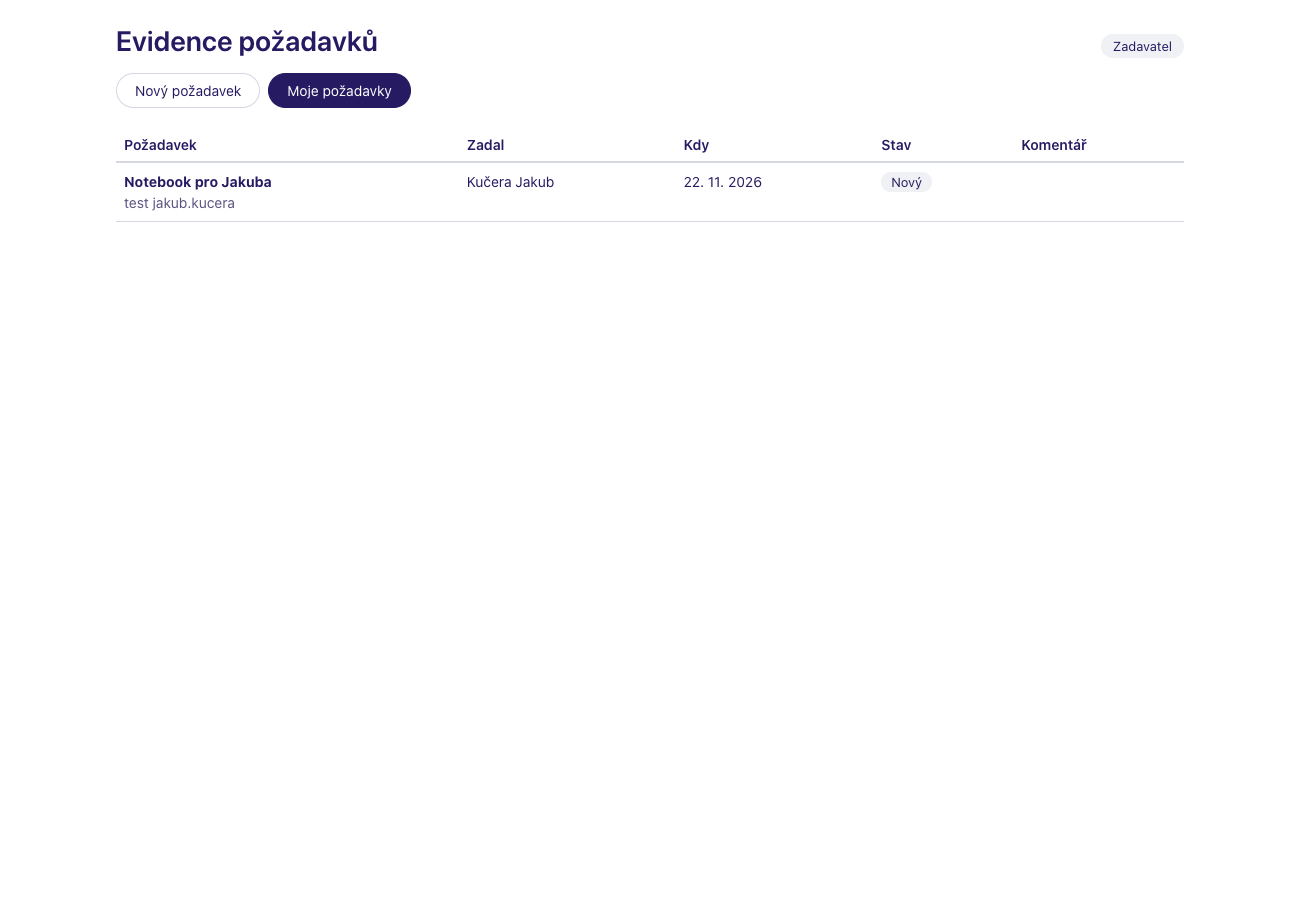 Evidence požadavků
Zadavatel
Nový požadavek
Moje požadavky
Požadavek Zadal Kdy Stav Komentář
Notebook pro Jakuba Kučera Jakub 22. 11. 2026 Nový
test jakub.kucera